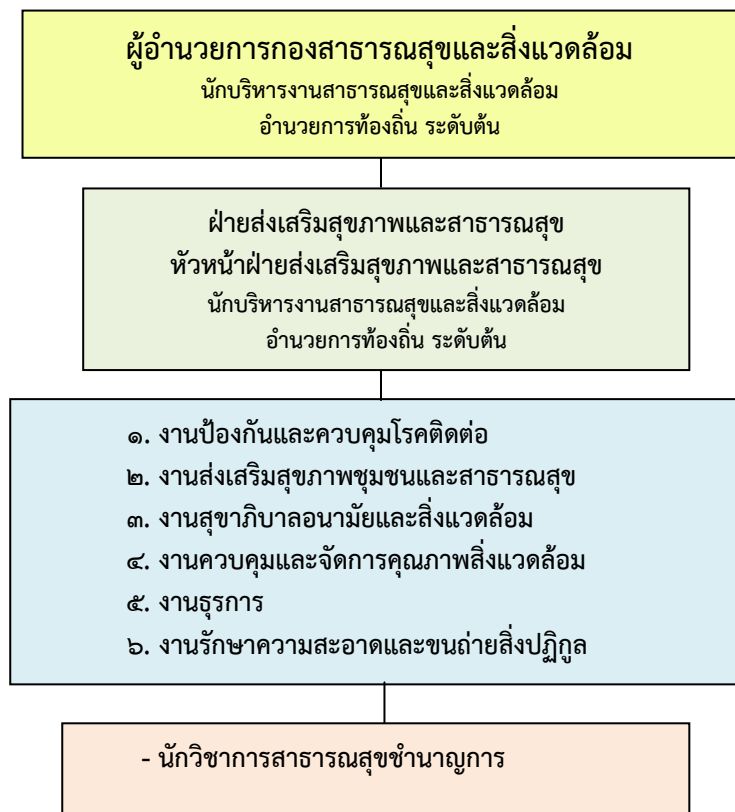 ผู้อำนวยการกองสาธารณสุขและสิ่งแวดล้อม
นักบริหารงานสาธารณสุขและสิ่งแวดล้อม
อำนวยการท้องถิ่น ระดับต้น
ฝ่ายส่งเสริมสุขภาพและสาธารณสุข
หัวหน้าฝ่ายส่งเสริมสุขภาพและสาธารณสุข
นักบริหารงานสาธารณสุขและสิ่งแวดล้อม
อำนวยการท้องถิ่น ระดับต้น
๑. งานป้องกันและควบคุมโรคติดต่อ
๒. งานส่งเสริมสุขภาพชุมชนและสาธารณสุข
๓. งานสุขาภิบาลอนามัยและสิ่งแวดล้อม
๔. งานควบคุมและจัดการคุณภาพสิ่งแวดล้อม
๕. งานธุรการ
๖. งานรักษาความสะอาดและขนถ่ายสิ่งปฏิกูล
- นักวิชาการสาธารณสุขชำนาญการ